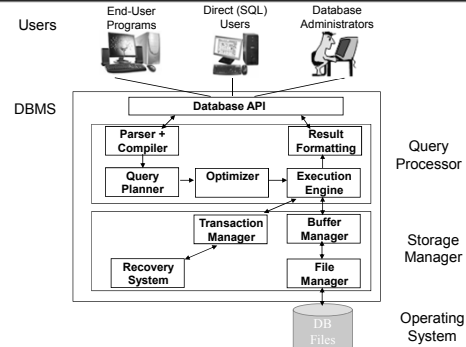 Users
End-User
Programs
Direct (SQL)
Users
Database
Administrators
DBMS
Database API
Parser +
Compiler
Result
Formatting
Query
Planner
Optimizer
Execution
Engine
Query
Processor
Transaction
Manager
Buffer
Manager
Recovery
System
File
Manager
Storage
Manager
DB
Files
Operating
System